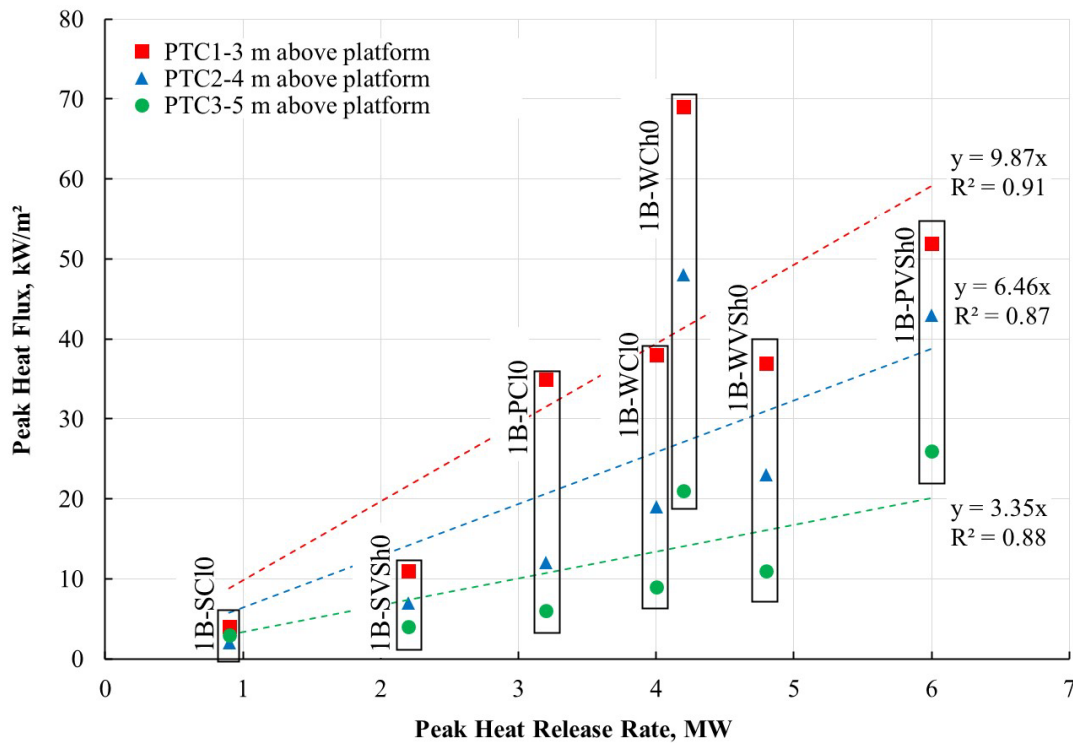 80
70
60
50
40
30
20
10
0
Peak Heat Flux, kW/m²
PTC1-3 m above platform
PTC2-4 m above platform
PTC3-5 m above platform
1B-SCl0
1B-SVSh0
1B-PCl0
1B-WCl0
1B-WCh0
1B-WVSh0
1B-PVSh0
y = 9.87x
R² = 0.91
y = 6.46x
R² = 0.87
y = 3.35x
R² = 0.88
0 1 2 3 4 5 6 7
Peak Heat Release Rate, MW